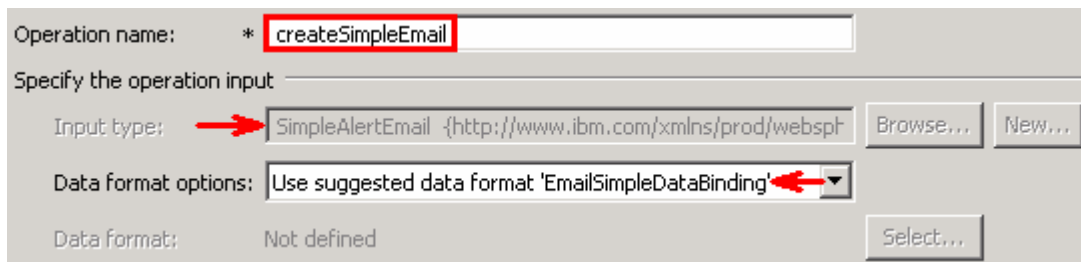 Operation name: * createSimpleEmail
Specify the operation input
Input type: SimpleAlertEmail {http://www.ibm.com/xmlns/prod/websph Browse... New...
Data format options: Use suggested data format 'EmailSimpleDataBinding'
Data format: Not defined Select...